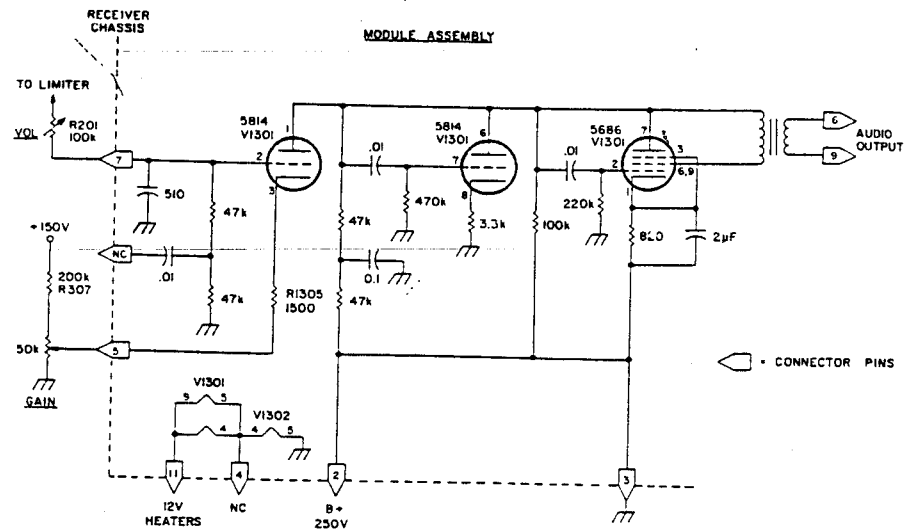 RECEIVER
CHASSIS
MODULE ASSEMBLY
TO LIMITER
VOL
R201
100k
7
510
47k
+150V
NC
.01
200k
R307
47k
50k
5
GAIN
5814
V1301
1
2
3
R1305
1500
.01
47k
0.1
47k
470k
5814
V1301
6
7
8
3.3k
100k
.01
220k
5686
V1301
7
2
3
6,9
1
820
2µF
6
9
AUDIO
OUTPUT
= CONNECTOR PINS
V1301
9 5
4
V1302
4 5
11
12V
HEATERS
4
NC
2
B+
250V
3